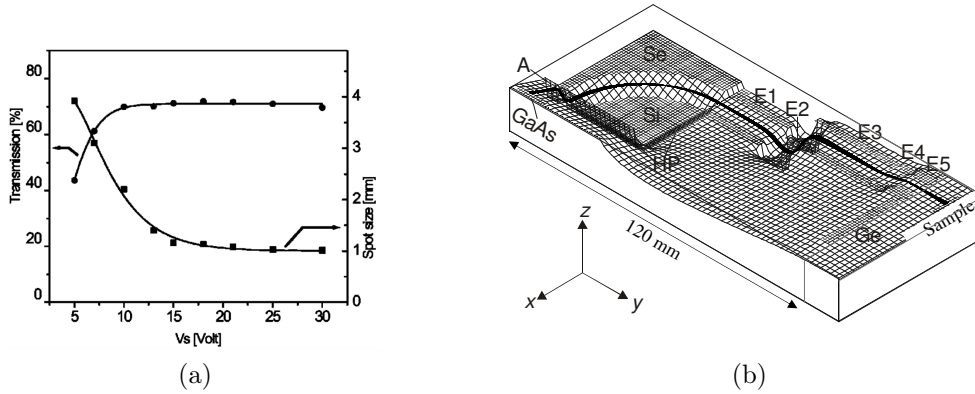 Transmission [%]
80
60
40
20
0
4
3
2
1
0
Spot size [mm]
5 10 15 20 25 30
Vs [Volt]
(a)
A
GaAs
Se
Si
HP
E1
E2
E3
E4
E5
Ge
Sample
120 mm
z
x
y
(b)